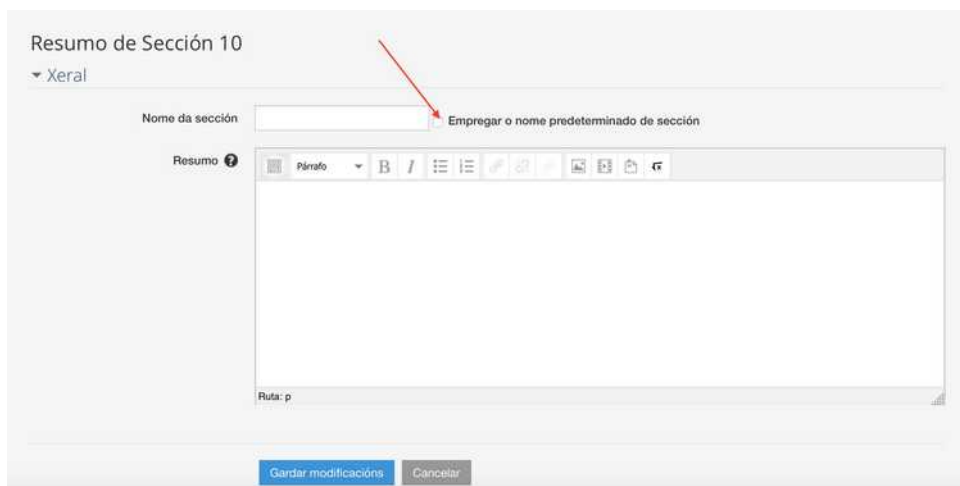 Resumo de Sección 10
Xeral
Nome da sección
Empregar o nome predeterminado de sección
Resumo
Párrafo
B I
Ruta: p
Gardar modificacións Cancelar